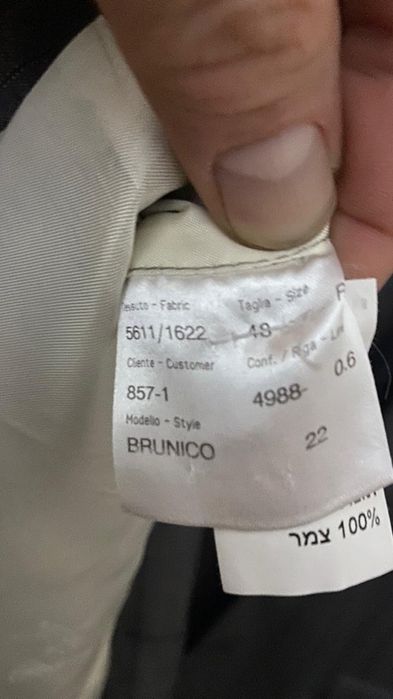 Fabric Taglia - Size
5611/1622 48
Cliente - Customer Conf. / Riga -
857-1 4988- 0.6
Modello - Style
BRUNICO 22
100% צמר